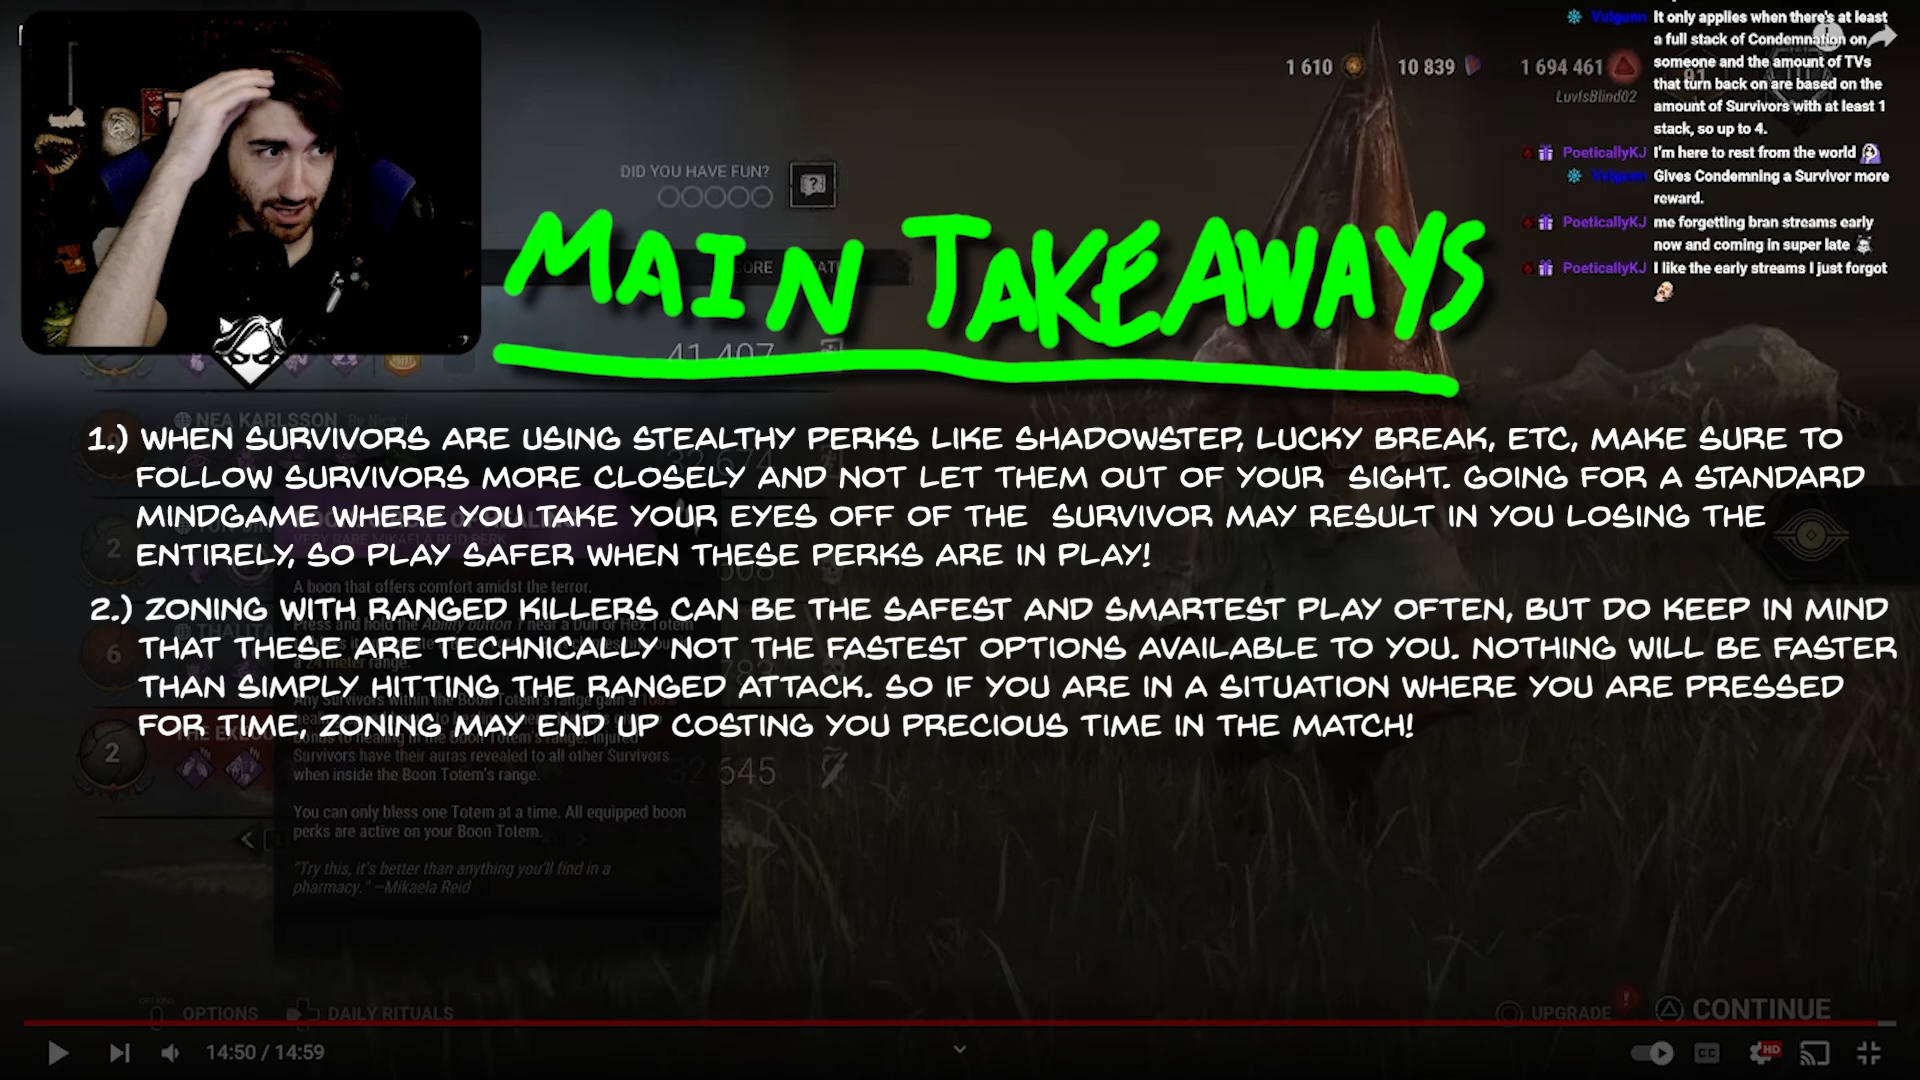 It only applies when there's at least
a full stack of Condemnation on
someone and the amount of TVs
that turn back on are based on the
amount of Survivors with at least 1
stack, so up to 4.
PoeticallyKJ I'm here to rest from the world
Vulgunn Gives Condemning a Survivor more
reward.
PoeticallyKJ me forgetting bran streams early
now and coming in super late
PoeticallyKJ I like the early streams I just forgot
1 610 10 839 1 694 461
LuvIsBlind02
DID YOU HAVE FUN?
MAIN TAKEAWAYS
41 407
NEA KARLSSON
1.) WHEN SURVIVORS ARE USING STEALTHY PERKS LIKE SHADOWSTEP, LUCKY BREAK, ETC, MAKE SURE TO
FOLLOW SURVIVORS MORE CLOSELY AND NOT LET THEM OUT OF YOUR SIGHT. GOING FOR A STANDARD
MINDGAME WHERE YOU TAKE YOUR EYES OFF OF THE SURVIVOR MAY RESULT IN YOU LOSING THE
ENTIRELY, SO PLAY SAFER WHEN THESE PERKS ARE IN PLAY!
2
A boon that offers comfort amidst the terror.
2.) ZONING WITH RANGED KILLERS CAN BE THE SAFEST AND SMARTEST PLAY OFTEN, BUT DO KEEP IN MIND
THAT THESE ARE TECHNICALLY NOT THE FASTEST OPTIONS AVAILABLE TO YOU. NOTHING WILL BE FASTER
THAN SIMPLY HITTING THE RANGED ATTACK. SO IF YOU ARE IN A SITUATION WHERE YOU ARE PRESSED
FOR TIME, ZONING MAY END UP COSTING YOU PRECIOUS TIME IN THE MATCH!
6
2
Survivors have their auras revealed to all other Survivors
when inside the Boon Totem's range.
32 545
You can only bless one Totem at a time. All equipped boon
perks are active on your Boon Totem.
"Try this, it's better than anything you'll find in a
pharmacy." —Mikaela Reid
OPTIONS DAILY RITUALS
UPGRADE CONTINUE
14:50 / 14:59
CC HD